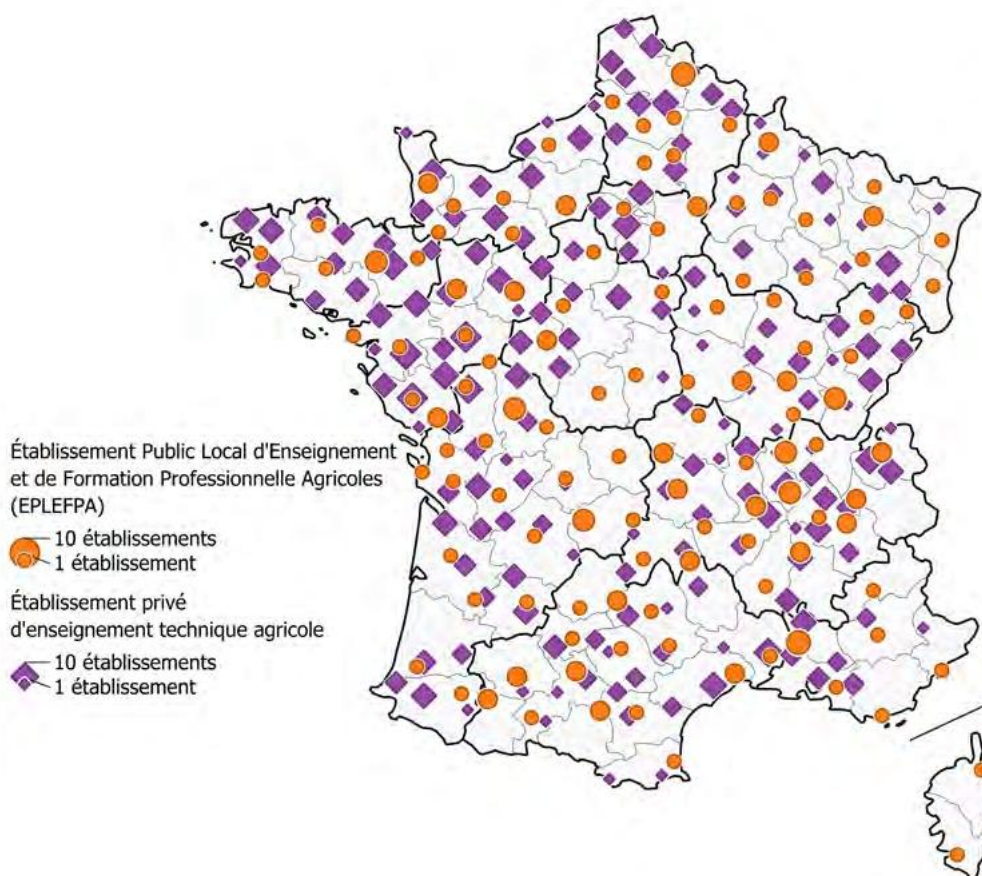 Établissement Public Local d'Enseignement
et de Formation Professionnelle Agricoles
(EPLEFPA)
10 établissements
1 établissement
Établissement privé
d'enseignement technique agricole
10 établissements
1 établissement